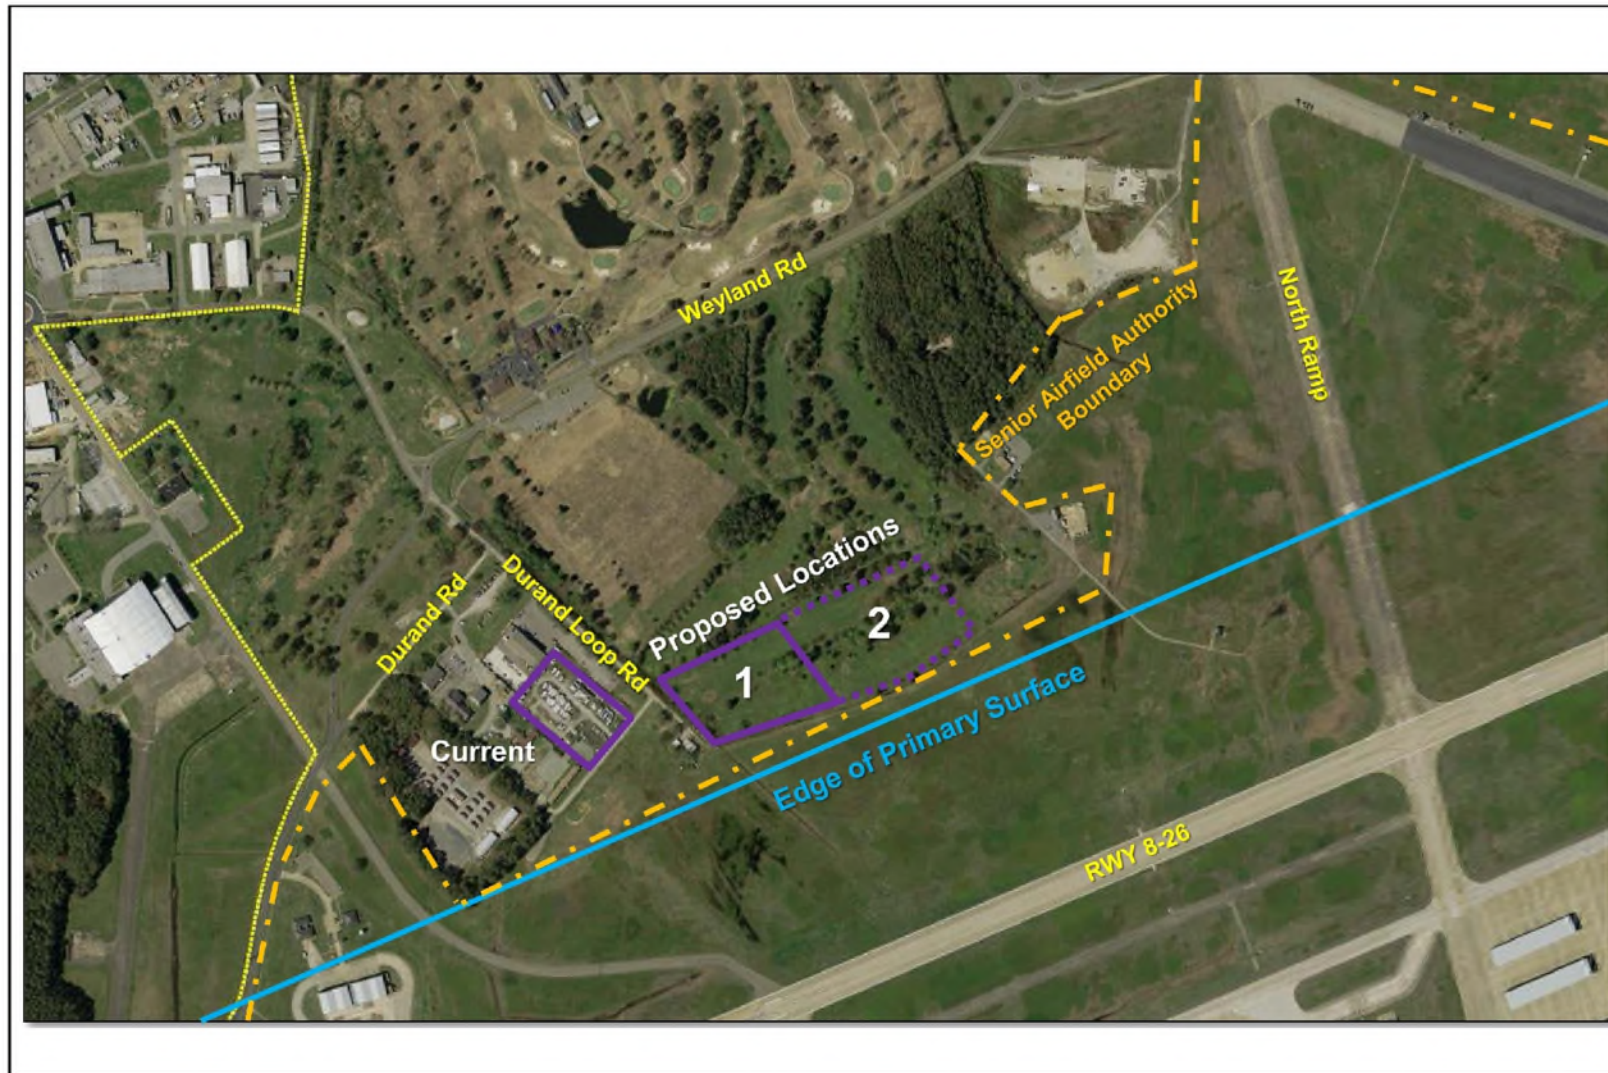 Weyland Rd
North Ramp
Senior Airfield Authority
Boundary
Proposed Locations
Durand Rd
Durand Loop Rd
1
2
Current
Edge of Primary Surface
RWY 8-26